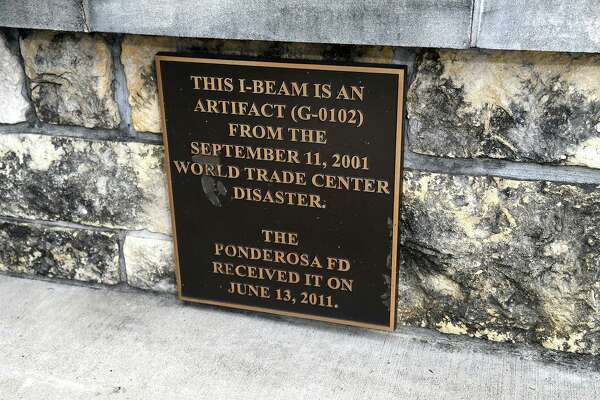 THIS I-BEAM IS AN
ARTIFACT (G-0102)
FROM THE
SEPTEMBER 11, 2001
WORLD TRADE CENTER
DISASTER.
THE
PONDEROSA FD
RECEIVED IT ON
JUNE 13, 2011.